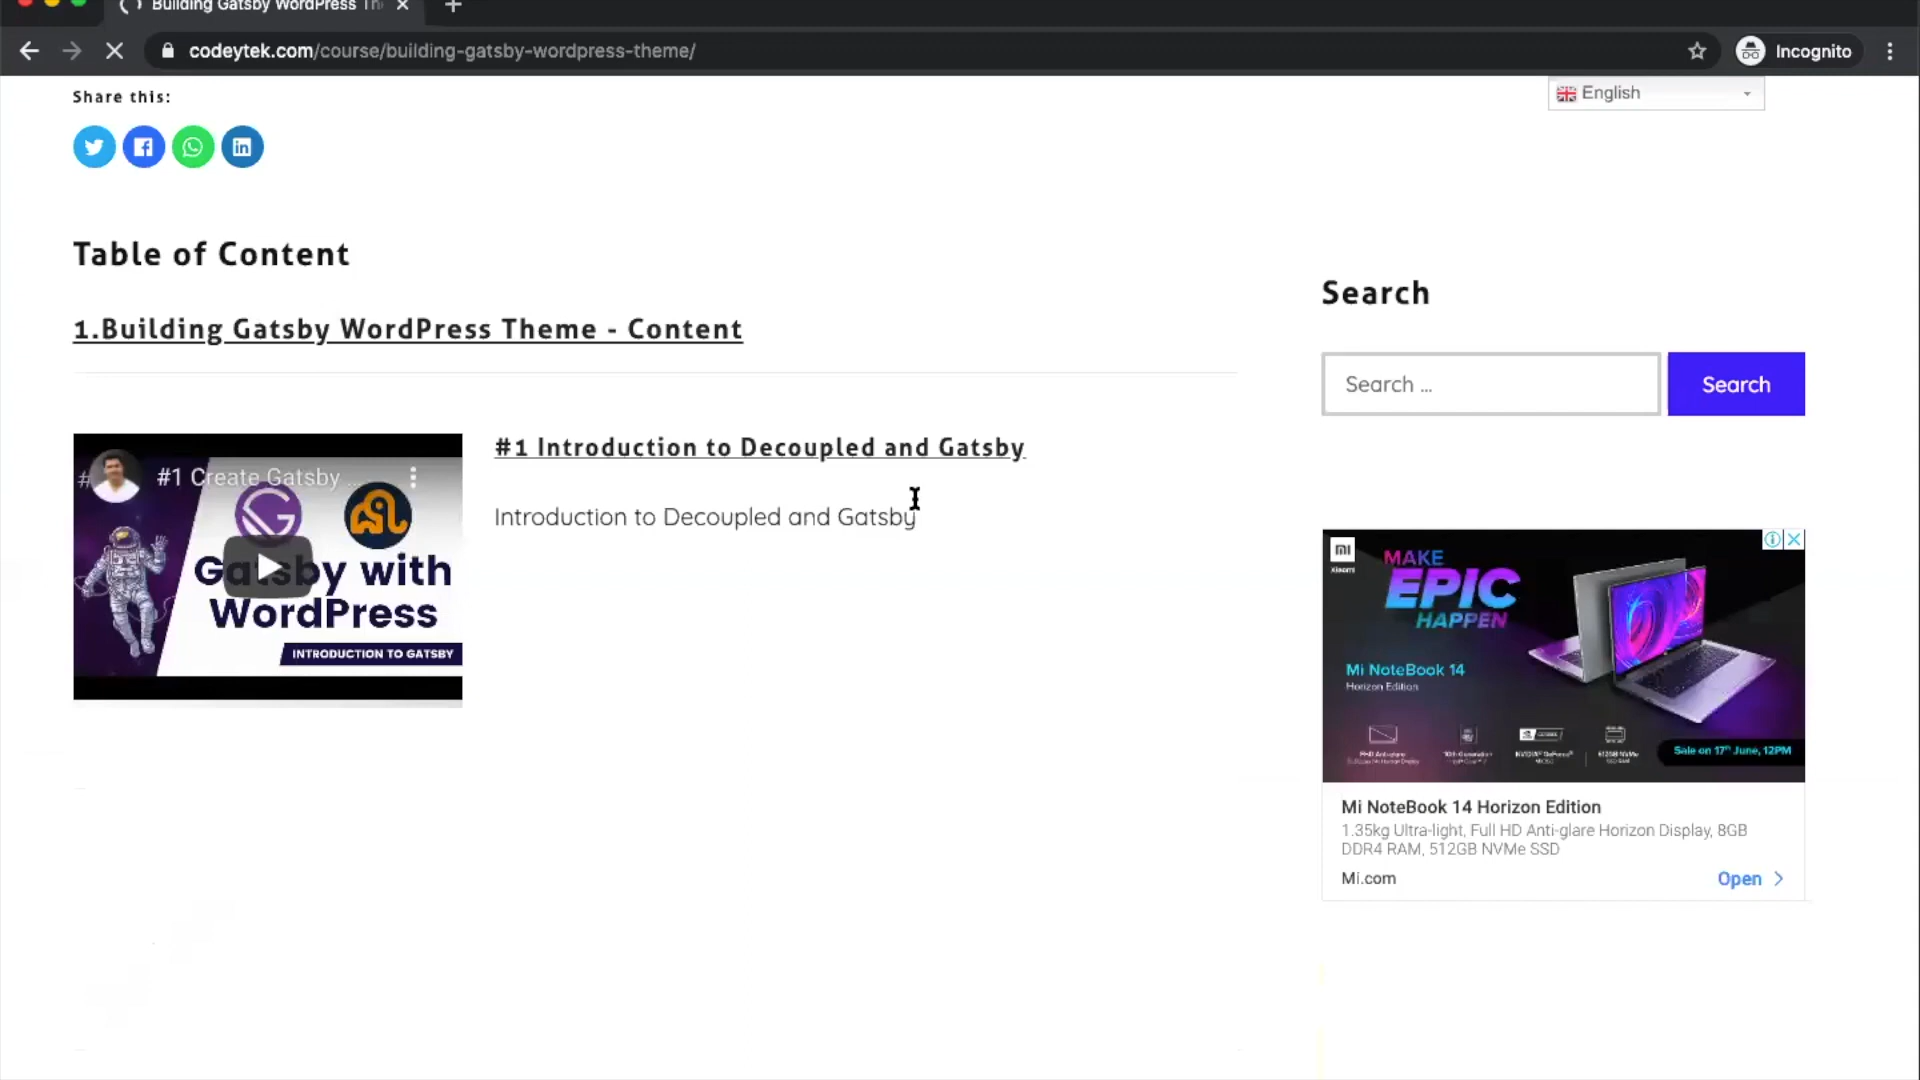 Building Gatsby WordPress Th
codeytek.com/course/building-gatsby-wordpress-theme/
Incognito
Share this:
English
Table of Content
1.Building Gatsby WordPress Theme - Content
Search
Search ...
Search
#1 Introduction to Decoupled and Gatsby
Introduction to Decoupled and Gatsby
#1 Create Gatsby ...
Gatsby with
WordPress
INTRODUCTION TO GATSBY
Xiaomi
MAKE
EPIC
HAPPEN
Mi NoteBook 14
Horizon Edition
Sale on 17th June, 12PM
Mi NoteBook 14 Horizon Edition
1.35kg Ultra-light, Full HD Anti-glare Horizon Display, 8GB
DDR4 RAM, 512GB NVMe SSD
Mi.com
Open